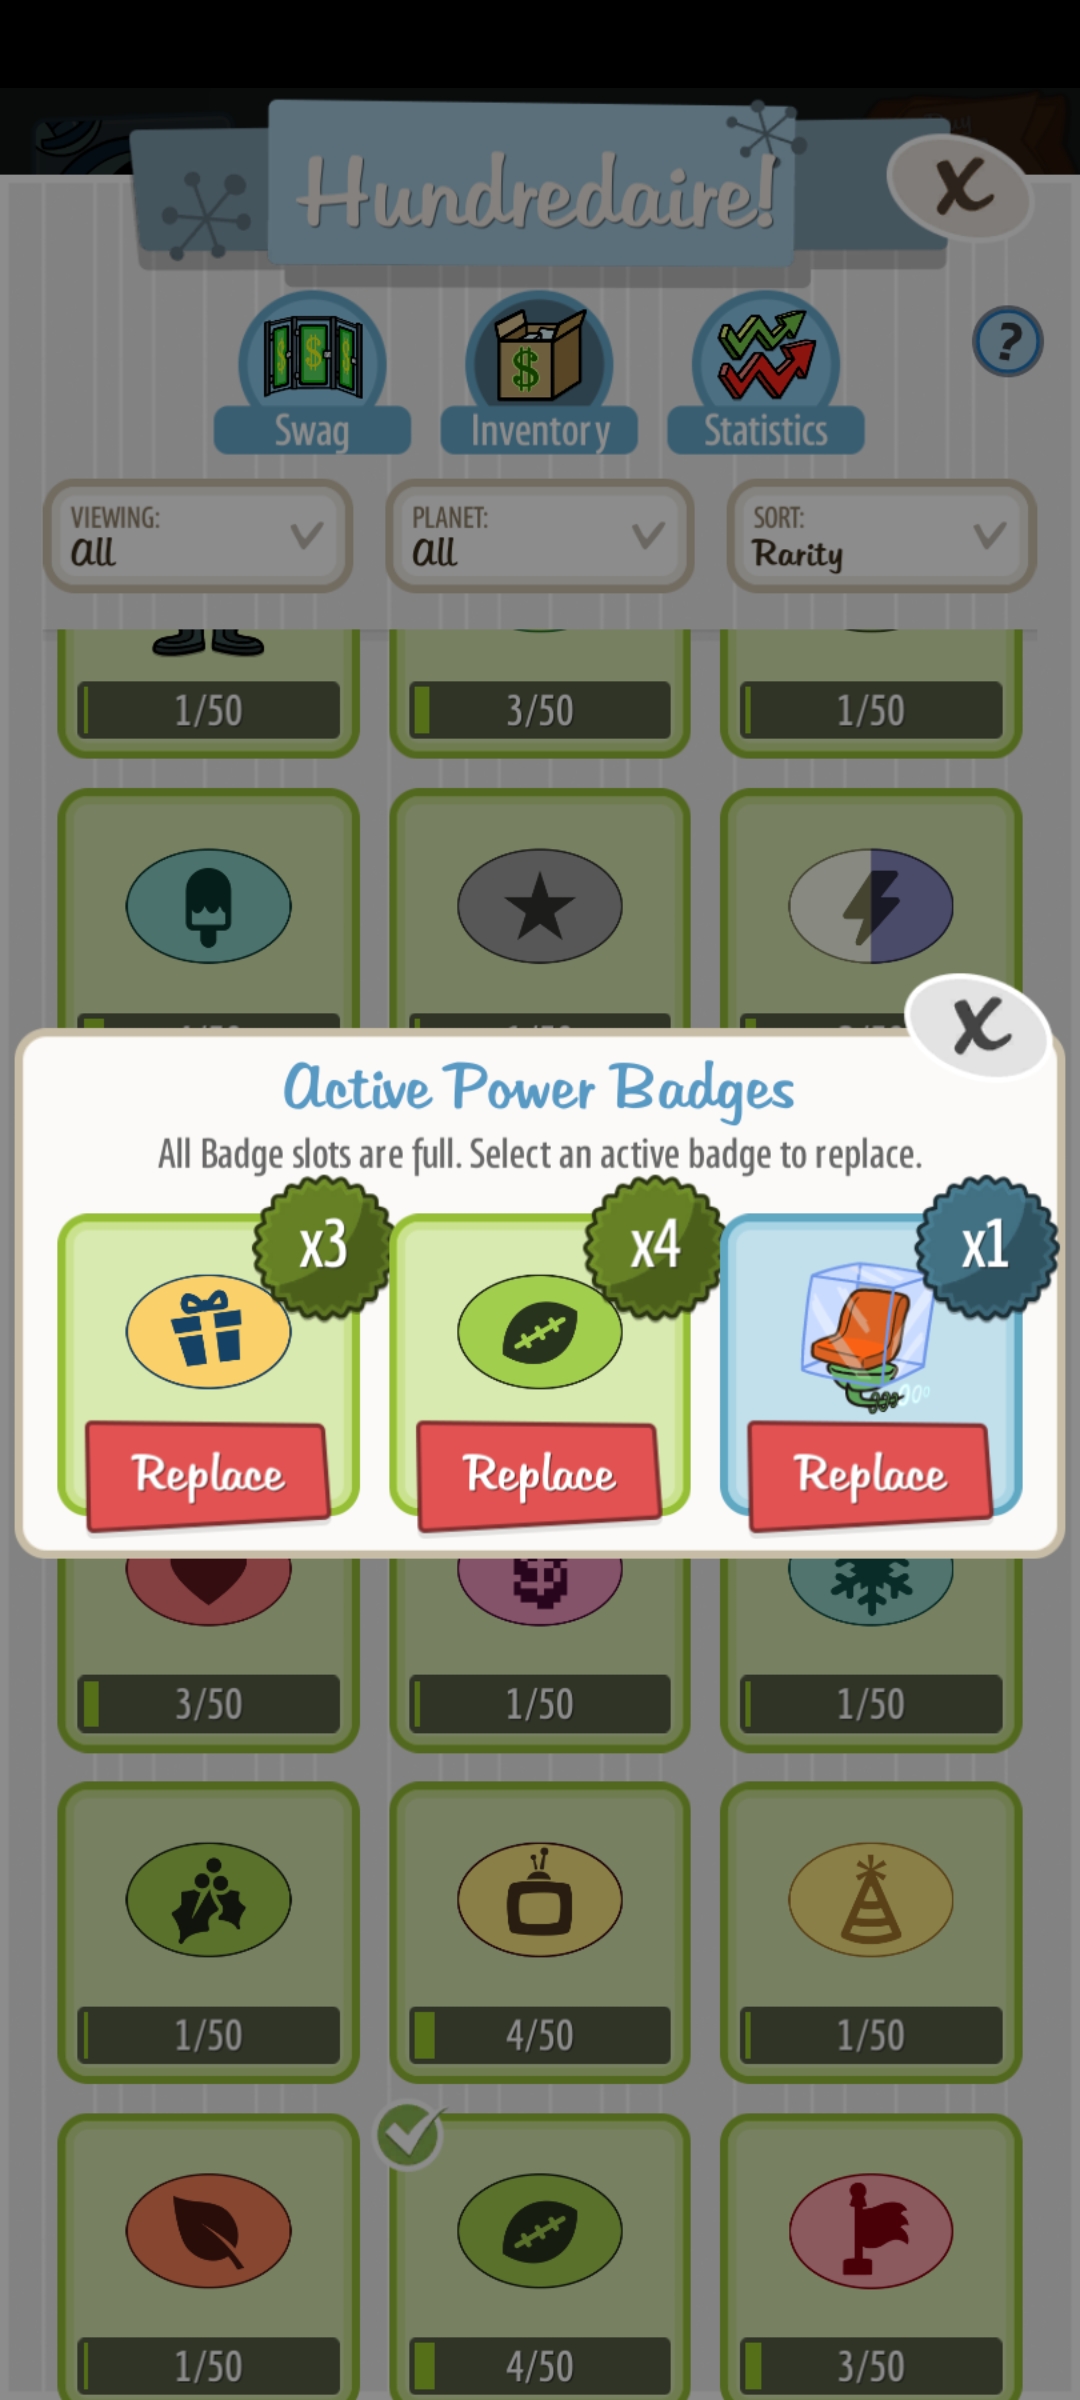 Hundredaire!
X
Swag
Inventory
Statistics
?
VIEWING:
All
PLANET:
All
SORT:
Rarity
1/50
3/50
1/50
X
Active Power Badges
All Badge slots are full. Select an active badge to replace.
x3
x4
x1
Replace
Replace
Replace
3/50
1/50
1/50
1/50
4/50
1/50
1/50
4/50
3/50